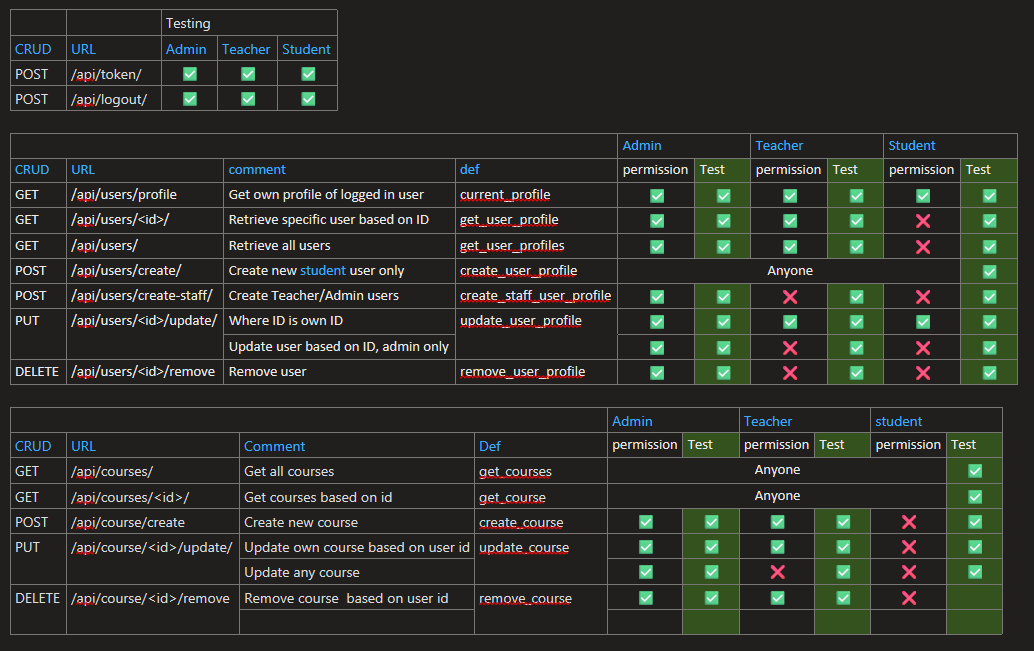 Testing
CRUD URL Admin Teacher Student
POST /api/token/ ✅ ✅ ✅
POST /api/logout/ ✅ ✅ ✅
Admin Teacher Student
CRUD URL comment def permission Test permission Test permission Test
GET /api/users/profile Get own profile of logged in user current_profile ✅ ✅ ✅ ✅ ✅ ✅
GET /api/users/<id>/ Retrieve specific user based on ID get_user_profile ✅ ✅ ✅ ✅ ❌ ✅
GET /api/users/ Retrieve all users get_user_profiles ✅ ✅ ✅ ✅ ❌ ✅
POST /api/users/create/ Create new student user only create_user_profile Anyone ✅
POST /api/users/create-staff/ Create Teacher/Admin users create_staff_user_profile ✅ ✅ ❌ ✅ ❌ ✅
PUT /api/users/<id>/update/ Where ID is own ID update_user_profile ✅ ✅ ✅ ✅ ✅ ✅
Update user based on ID, admin only ✅ ✅ ❌ ✅ ❌ ✅
DELETE /api/users/<id>/remove Remove user remove_user_profile ✅ ✅ ❌ ✅ ❌ ✅
Admin Teacher student
CRUD URL Comment Def permission Test permission Test permission Test
GET /api/courses/ Get all courses get_courses Anyone ✅
GET /api/courses/<id>/ Get courses based on id get_course Anyone ✅
POST /api/course/create Create new course create_course ✅ ✅ ✅ ✅ ❌ ✅
PUT /api/course/<id>/update/ Update own course based on user id update_course ✅ ✅ ✅ ✅ ❌ ✅
Update any course ✅ ✅ ❌ ✅ ❌ ✅
DELETE /api/course/<id>/remove Remove course based on user id remove_course ✅ ✅ ✅ ✅ ❌